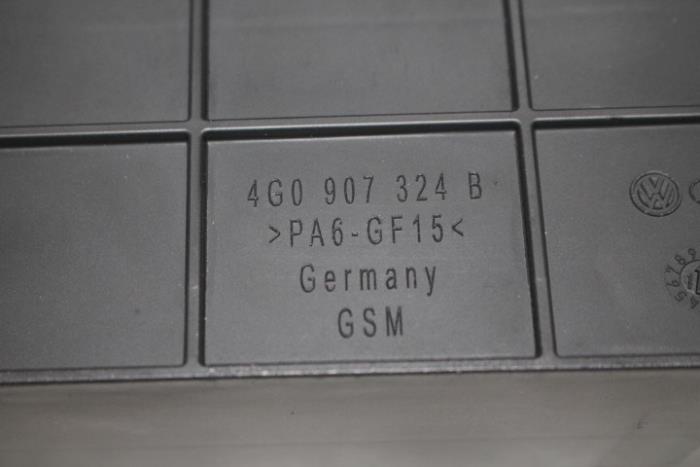 4G0 907 324 B
>PA6-GF15<
Germany
GSM